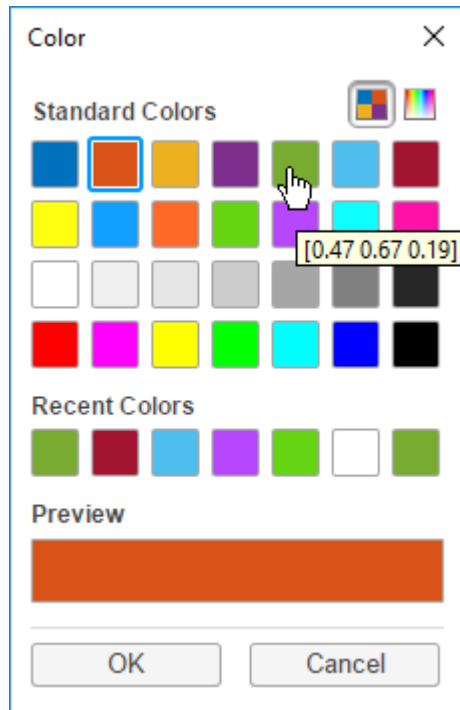 Color
Standard Colors
[0.47 0.67 0.19]
Recent Colors
Preview
OK
Cancel